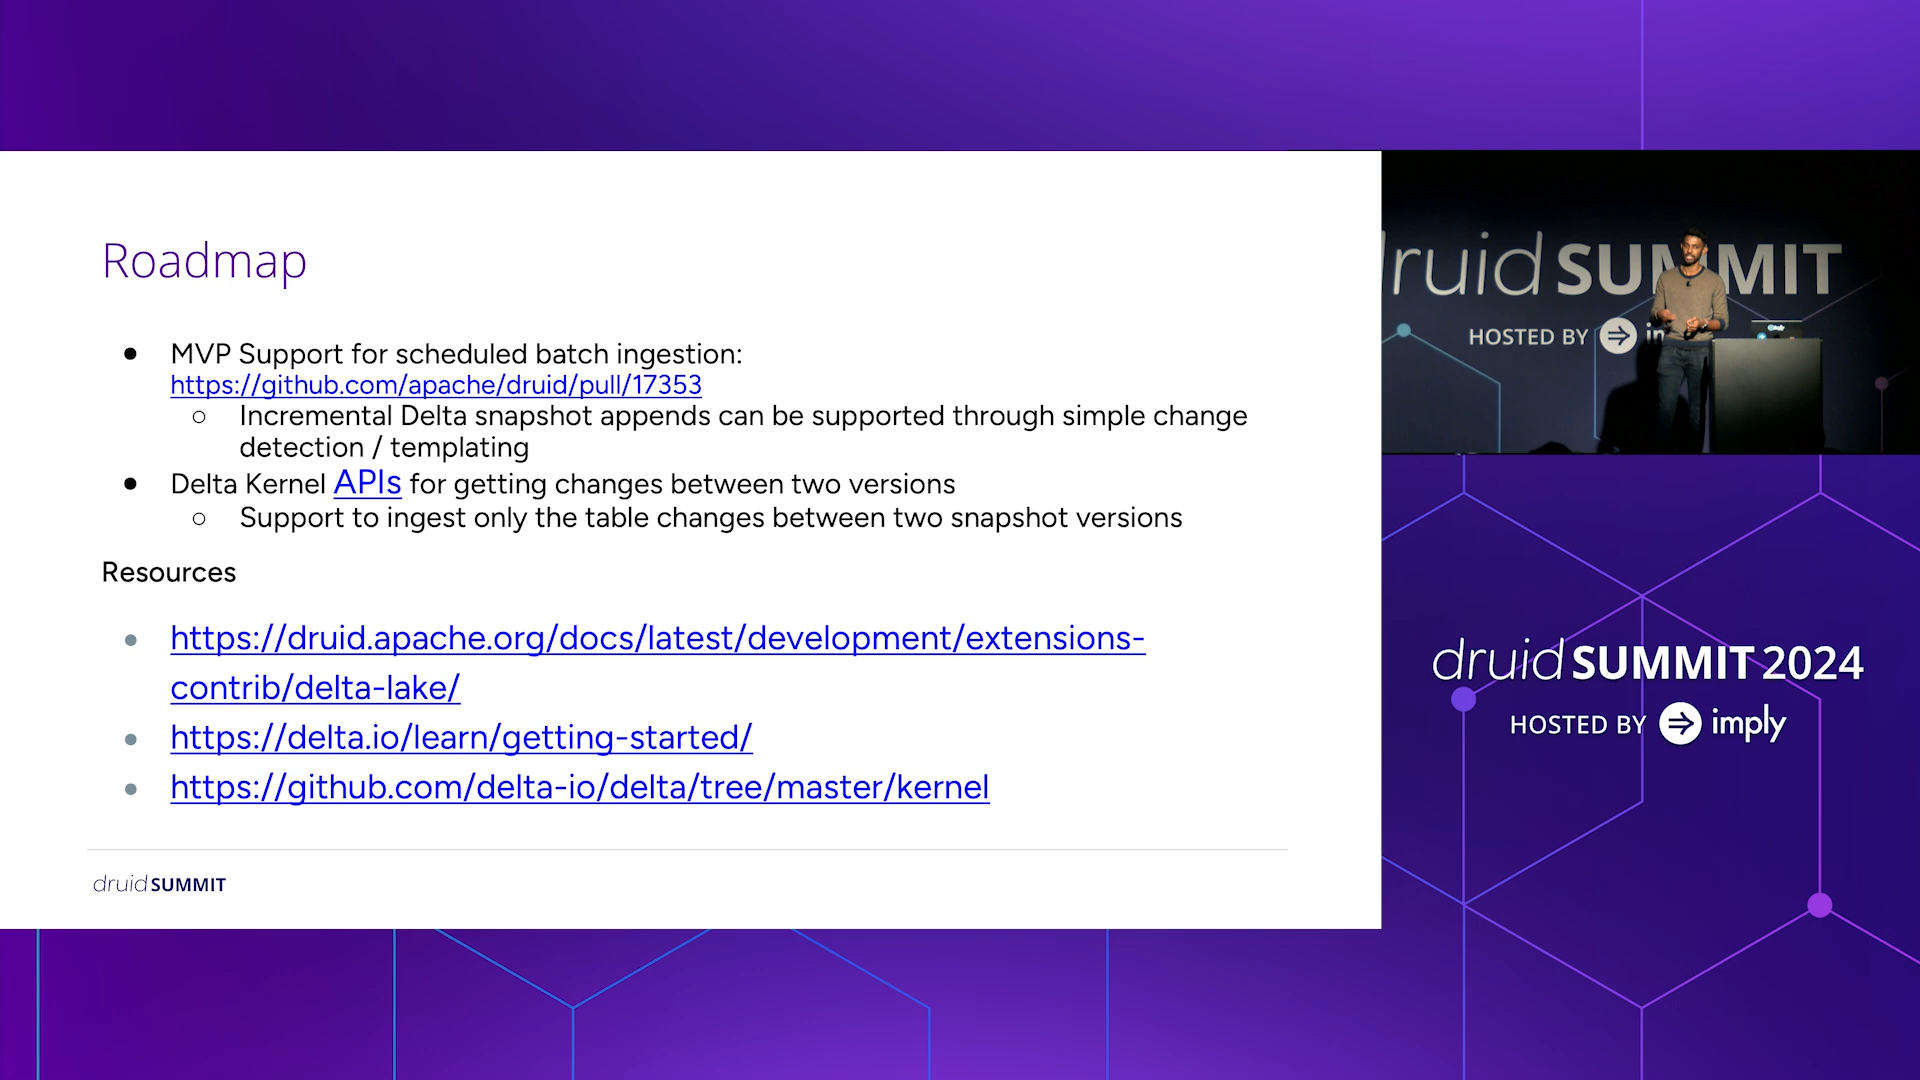 Roadmap
● MVP Support for scheduled batch ingestion:
https://github.com/apache/druid/pull/17353
○ Incremental Delta snapshot appends can be supported through simple change
detection / templating
● Delta Kernel APIs for getting changes between two versions
○ Support to ingest only the table changes between two snapshot versions
Resources
● https://druid.apache.org/docs/latest/development/extensions-
contrib/delta-lake/
● https://delta.io/learn/getting-started/
● https://github.com/delta-io/delta/tree/master/kernel
druid SUMMIT
ruid SUMMIT
HOSTED BY im
druid SUMMIT 2024
HOSTED BY imply